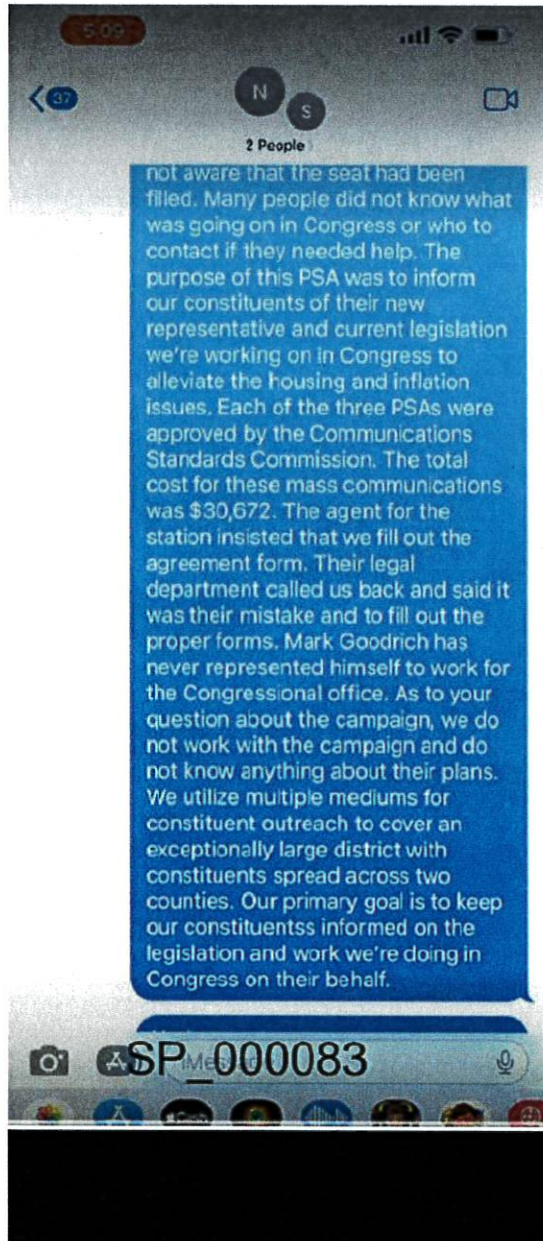 5:09
37
N
S
2 People
not aware that the seat had been
filled. Many people did not know what
was going on in Congress or who to
contact if they needed help. The
purpose of this PSA was to inform
our constituents of their new
representative and current legislation
we're working on in Congress to
alleviate the housing and inflation
issues. Each of the three PSAs were
approved by the Communications
Standards Commission. The total
cost for these mass communications
was $30,672. The agent for the
station insisted that we fill out the
agreement form. Their legal
department called us back and said it
was their mistake and to fill out the
proper forms. Mark Goodrich has
never represented himself to work for
the Congressional office. As to your
question about the campaign, we do
not work with the campaign and do
not know anything about their plans.
We utilize multiple mediums for
constituent outreach to cover an
exceptionally large district with
constituents spread across two
counties. Our primary goal is to keep
our constituentss informed on the
legislation and work we're doing in
Congress on their behalf.
SP_000083